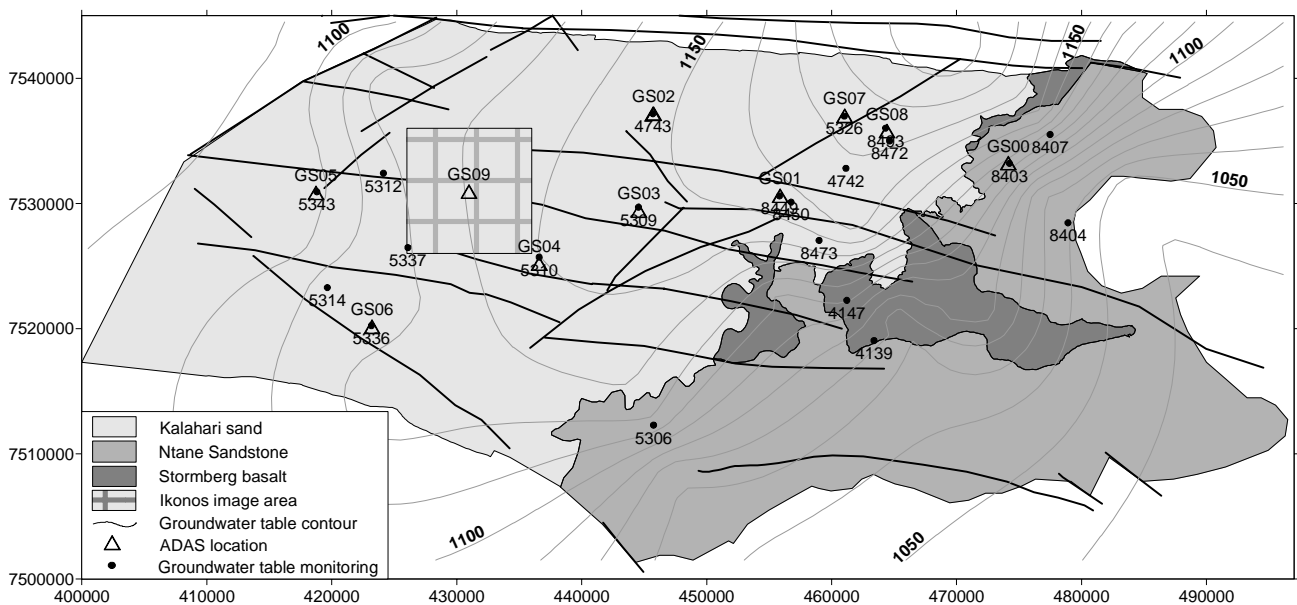 1100
1150
1150
1100
7540000
GS02
4743
GS07
5326
GS08
8463
8472
GS00
8407
8403
4742
GS05
5343
5312
GS09
GS03
5309
GS01
8449
8480
1050
7530000
8404
5337
GS04
5310
8473
5314
GS06
5336
4147
4139
7520000
5306
7510000
Kalahari sand
Ntane Sandstone
Stormberg basalt
Ikonos image area
Groundwater table contour
ADAS location
Groundwater table monitoring
1100
1050
7500000
400000 410000 420000 430000 440000 450000 460000 470000 480000 490000